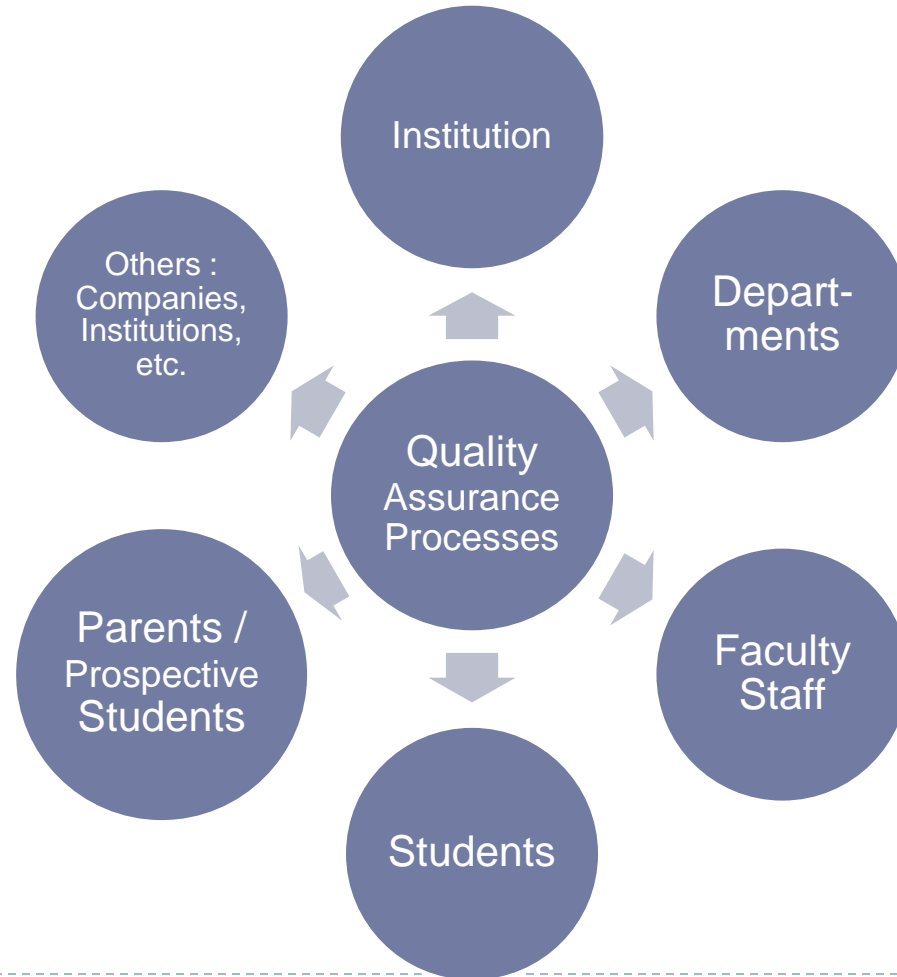 Institution
Others :
Companies,
Institutions,
etc.
Depart-
ments
Quality
Assurance
Processes
Parents /
Prospective
Students
Faculty
Staff
Students